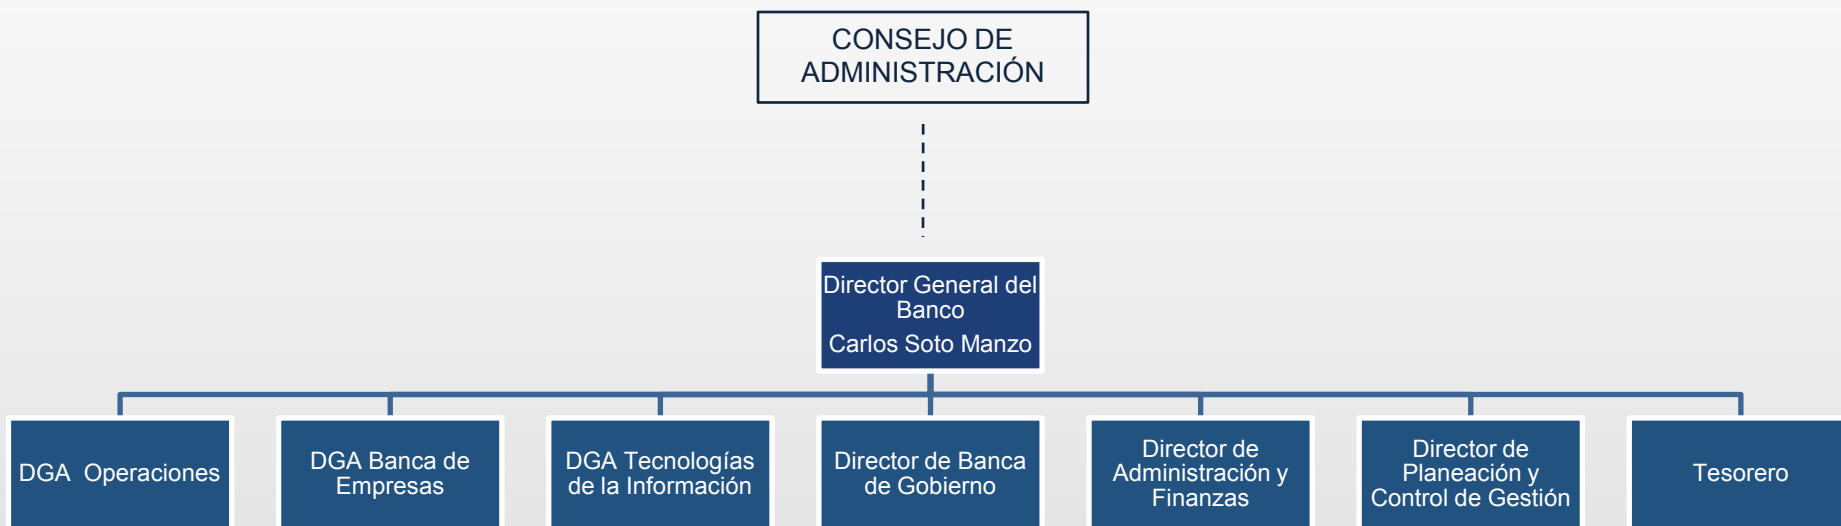 CONSEJO DE
ADMINISTRACIÓN
Director General del
Banco
Carlos Soto Manzo
DGA Operaciones
DGA Banca de
Empresas
DGA Tecnologías
de la Información
Director de Banca
de Gobierno
Director de
Administración y
Finanzas
Director de
Planeación y
Control de Gestión
Tesorero